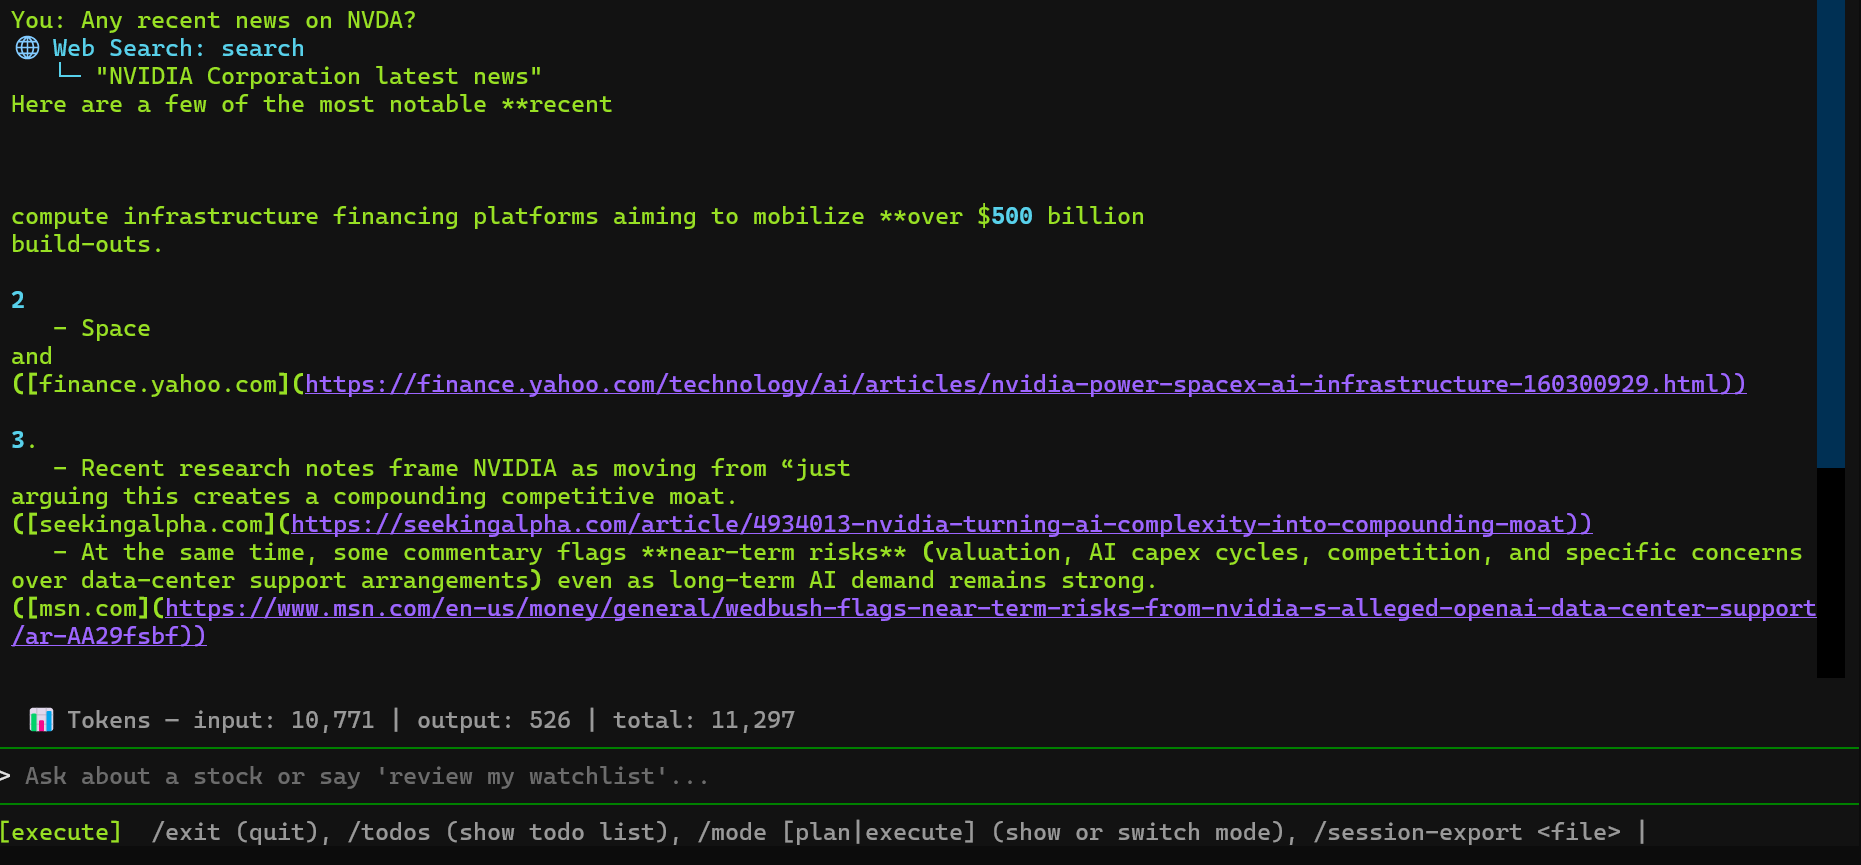 You: Any recent news on NVDA?
🌐 Web Search: search
└─ "NVIDIA Corporation latest news"
Here are a few of the most notable **recent
compute infrastructure financing platforms aiming to mobilize **over $500 billion
build-outs.
2
- Space
and
([finance.yahoo.com](https://finance.yahoo.com/technology/ai/articles/nvidia-power-spacex-ai-infrastructure-160300929.html))
3.
- Recent research notes frame NVIDIA as moving from “just
arguing this creates a compounding competitive moat.
([seekingalpha.com](https://seekingalpha.com/article/4934013-nvidia-turning-ai-complexity-into-compounding-moat))
- At the same time, some commentary flags **near-term risks** (valuation, AI capex cycles, competition, and specific concerns
over data-center support arrangements) even as long-term AI demand remains strong.
([msn.com](https://www.msn.com/en-us/money/general/wedbush-flags-near-term-risks-from-nvidia-s-alleged-openai-data-center-support
/ar-AA29fsbf))
📊 Tokens — input: 10,771 | output: 526 | total: 11,297
> Ask about a stock or say 'review my watchlist'...
[execute]  /exit (quit), /todos (show todo list), /mode [plan|execute] (show or switch mode), /session-export <file> |